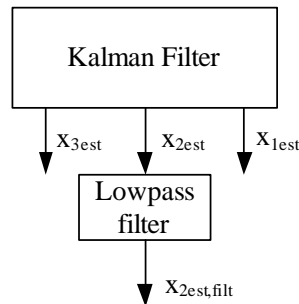 Kalman Filter
x3est
x2est
x1est
Lowpass
filter
x2est,filt